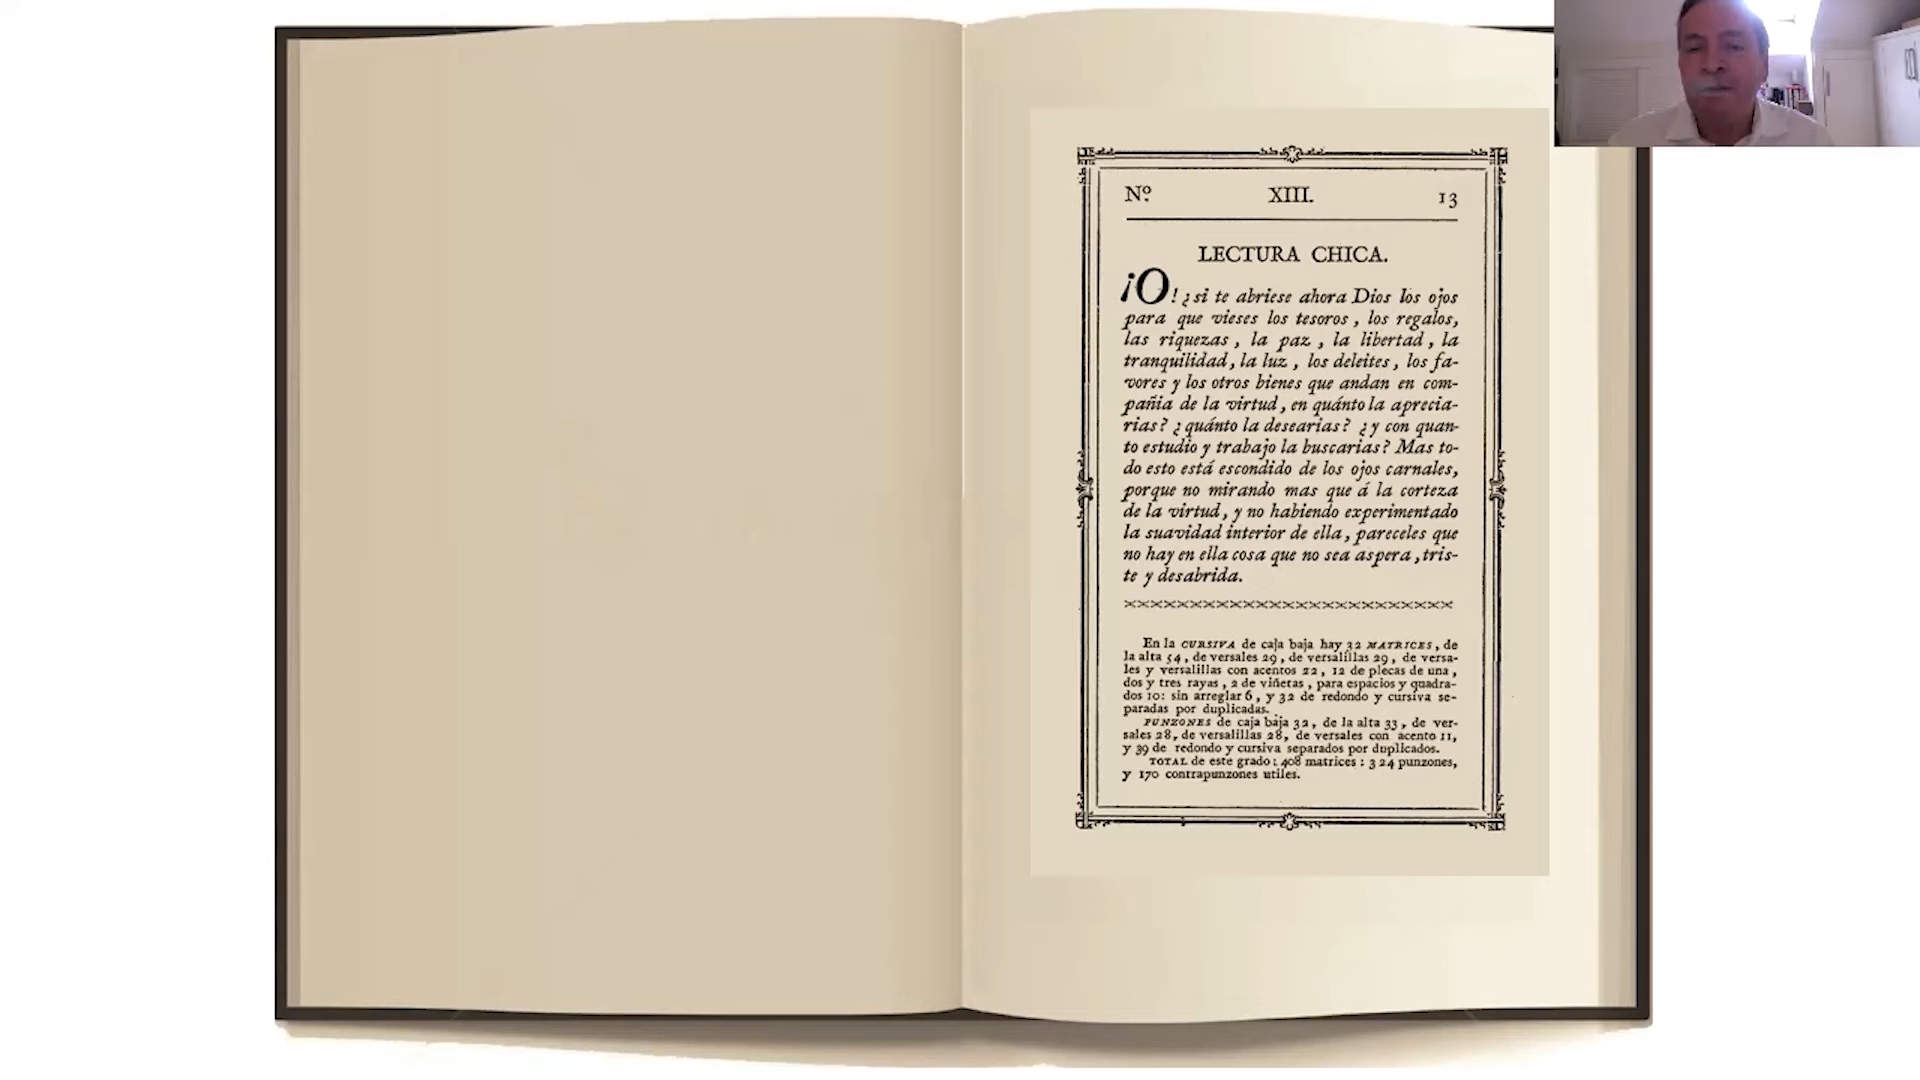 Nº XIII. 13
LECTURA CHICA.
¡O! ¿si te abriese ahora Dios los ojos
para que vieses los tesoros, los regalos,
las riquezas, la paz, la libertad, la
tranquilidad, la luz, los deleites, los fa-
vores y los otros bienes que andan en com-
pañia de la virtud, en quánto la aprecia-
rias? ¿quánto la desearias? ¿y con quan-
to estudio y trabajo la buscarias? Mas to-
do esto está escondido de los ojos carnales,
porque no mirando mas que á la corteza
de la virtud, y no habiendo experimentado
la suavidad interior de ella, pareceles que
no hay en ella cosa que no sea aspera, tris-
te y desabrida.
En la CURSIVA de caja baja hay 32 MATRICES, de
la alta 54, de versales 29, de versalillas 29, de versa-
les y versalillas con acentos 22, 12 de plecas de una,
dos y tres rayas, 2 de viñetas, para espacios y quadra-
dos 10: sin arreglar 6, y 32 de redondo y cursiva se-
paradas por duplicadas.
PUNZONES de caja baja 32, de la alta 33, de ver-
sales 28, de versalillas 28, de versales con acento 11,
y 39 de redondo y cursiva separados por duplicados.
TOTAL de este grado: 408 matrices: 324 punzones,
y 170 contrapunzones utiles.